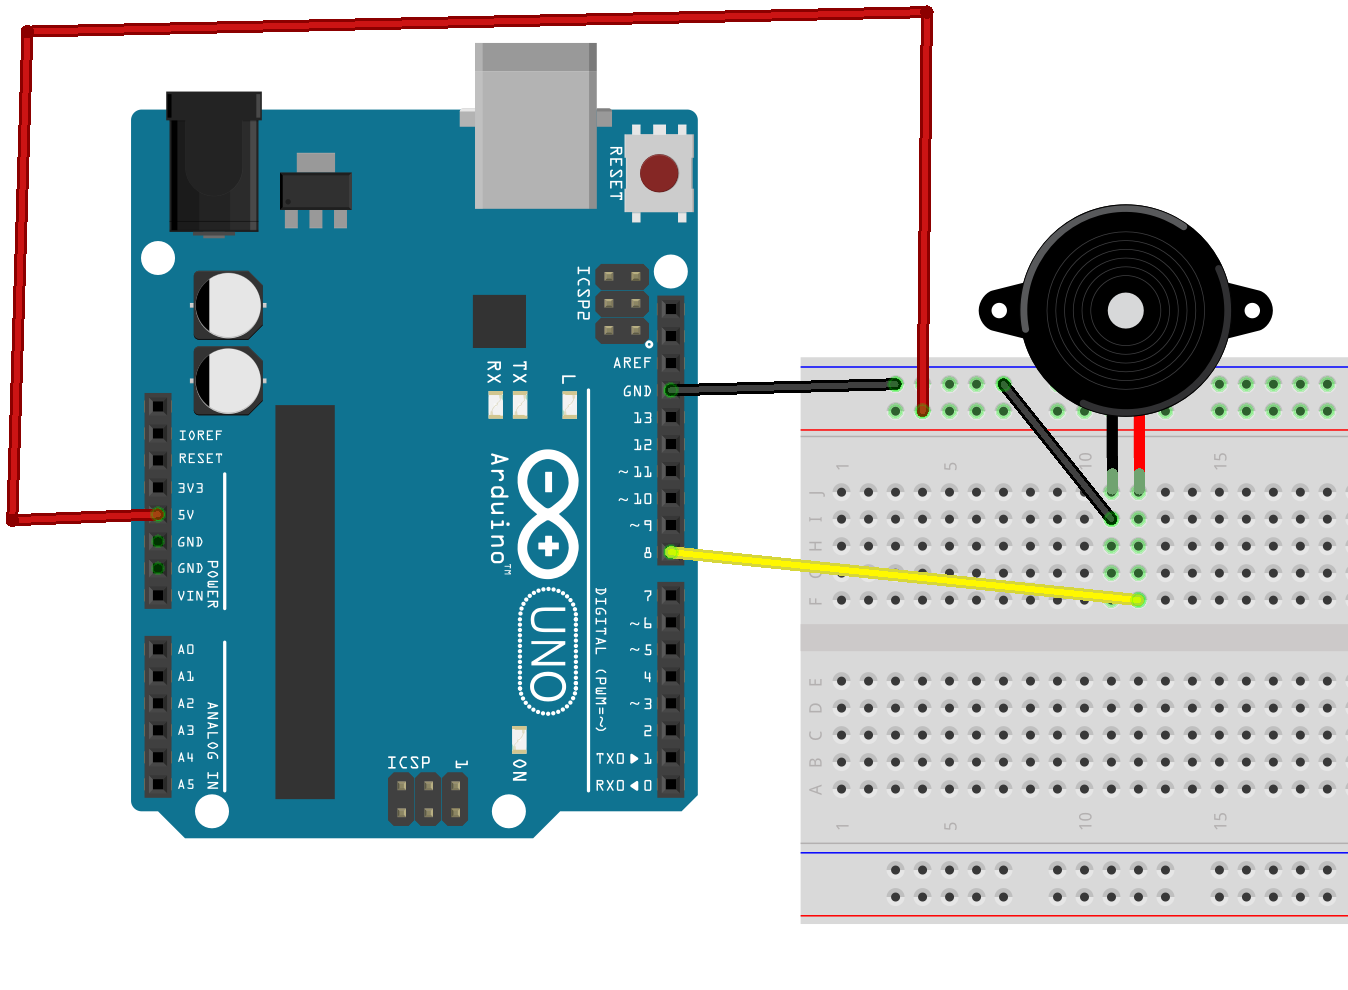 RESET
ICSP2
AREF
GND
13
12
~11
~10
~9
8
7
~6
~5
4
~3
2
TX0▶1
RX0◀0
RX
TX
L
IOREF
RESET
3V3
5V
GND
GND
VIN
POWER
A0
A1
A2
A3
A4
A5
ANALOG IN
Arduino™
UNO
DIGITAL (PWM=~)
ON
ICSP
1
1 5 10 15
J
I
H
G
F
E
D
C
B
A
1 5 10 15